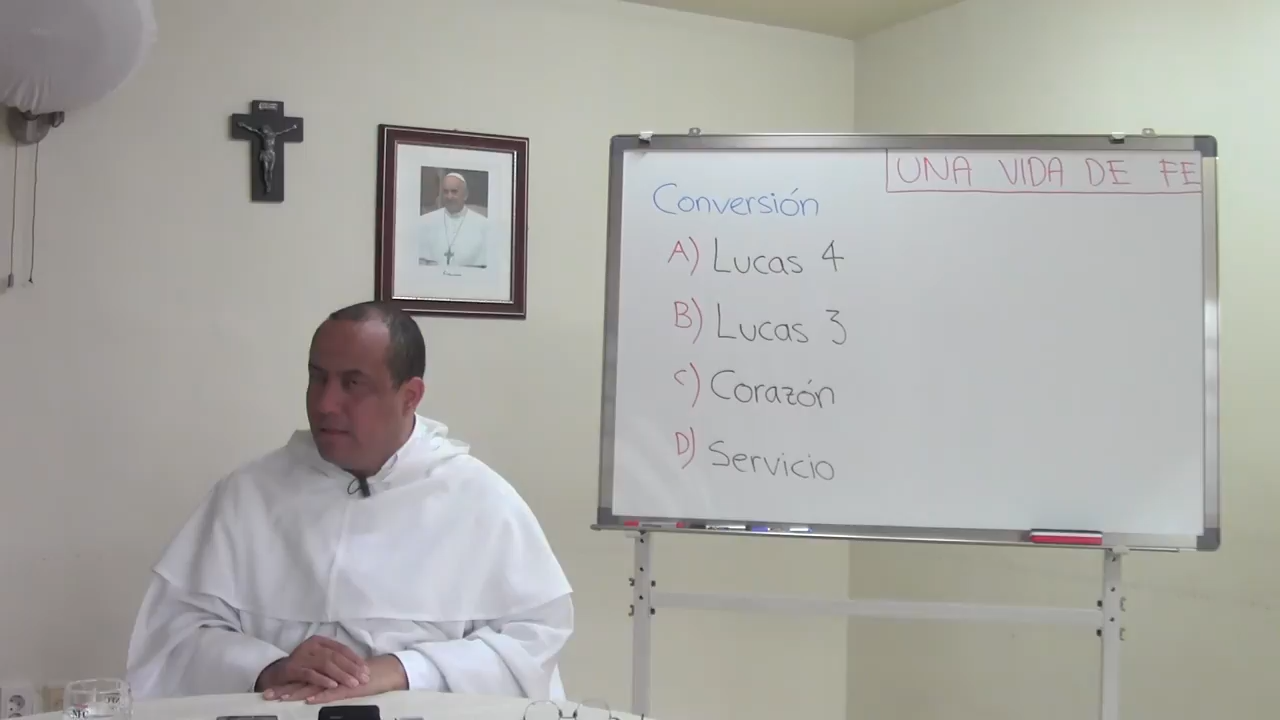 UNA VIDA DE FE
Conversión
A) Lucas 4
B) Lucas 3
C) Corazón
D) Servicio